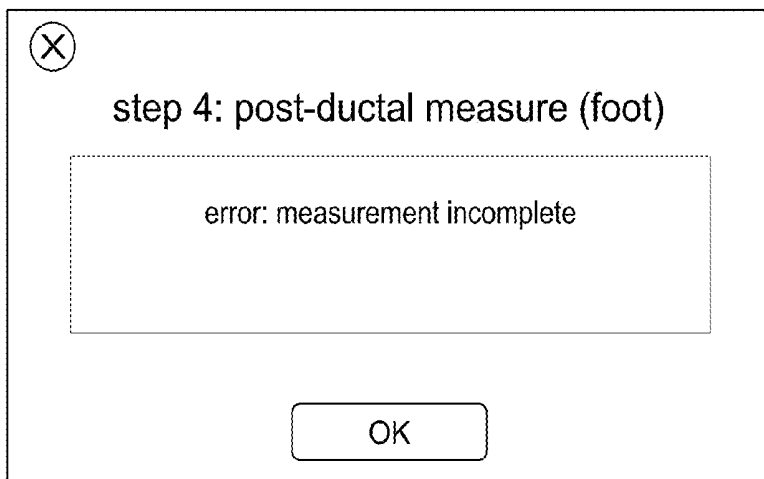 step 4: post-ductal measure (foot)
error: measurement incomplete
OK